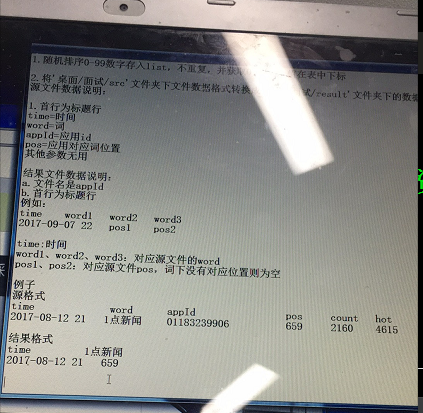 1.随机排序0-99数字存入list, 不重复, 并获 在表中下标
2.将'桌面/面试/src'文件夹下文件数据格式转换 试/result'文件夹下的数据
源文件数据说明:
1.首行为标题行
time=时间
word=词
appId=应用id
pos=应用对应词位置
其他参数无用
结果文件数据说明:
a.文件名是appId
b.首行为标题行
例如:
time word1 word2 word3
2017-09-07 22 pos1 pos2
time:时间
word1、word2、word3: 对应源文件的word
pos1、pos2: 对应源文件pos, 词下没有对应位置则为空
例子
源格式
time word appId pos count hot
2017-08-12 21 1点新闻 01183239906 659 2160 4615
结果格式
time 1点新闻
2017-08-12 21 659